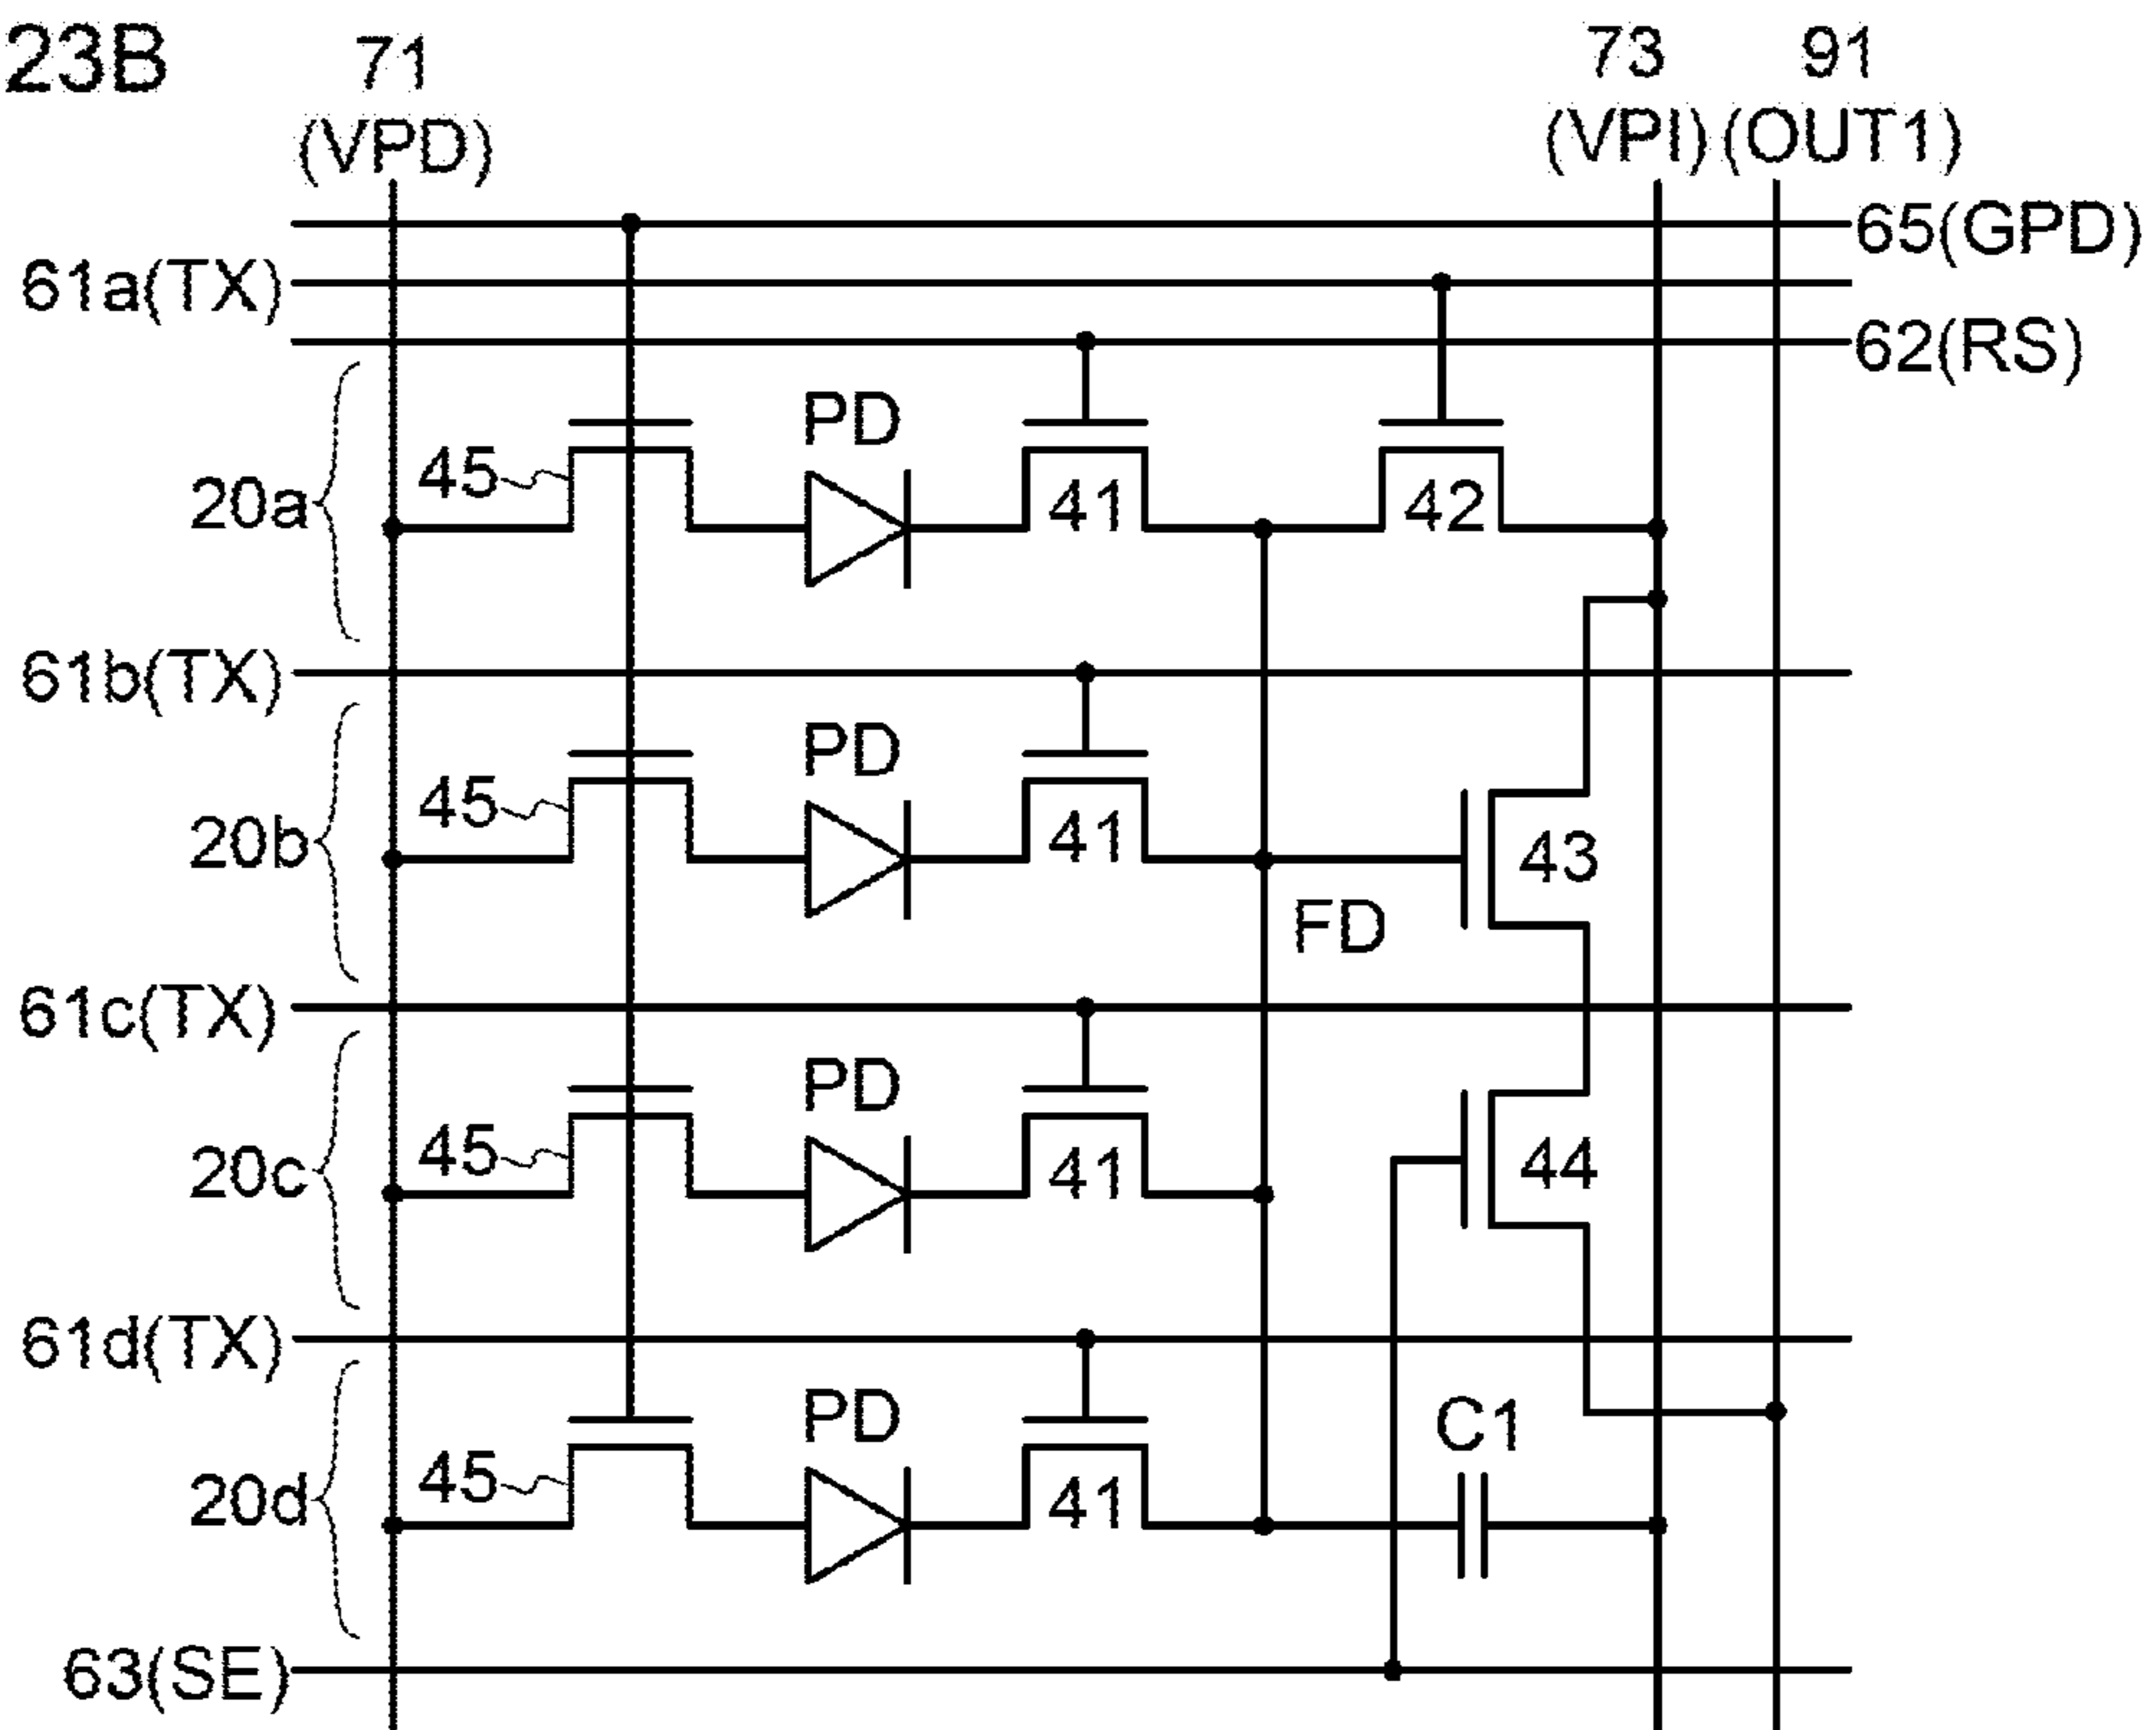 23B
71
(VPD)
73
(VPI)
91
(OUT1)
65(GPD)
61a(TX)
62(RS)
20a
45
PD
41
42
61b(TX)
20b
45
PD
41
43
FD
61c(TX)
20c
45
PD
41
44
61d(TX)
20d
45
PD
41
C1
63(SE)